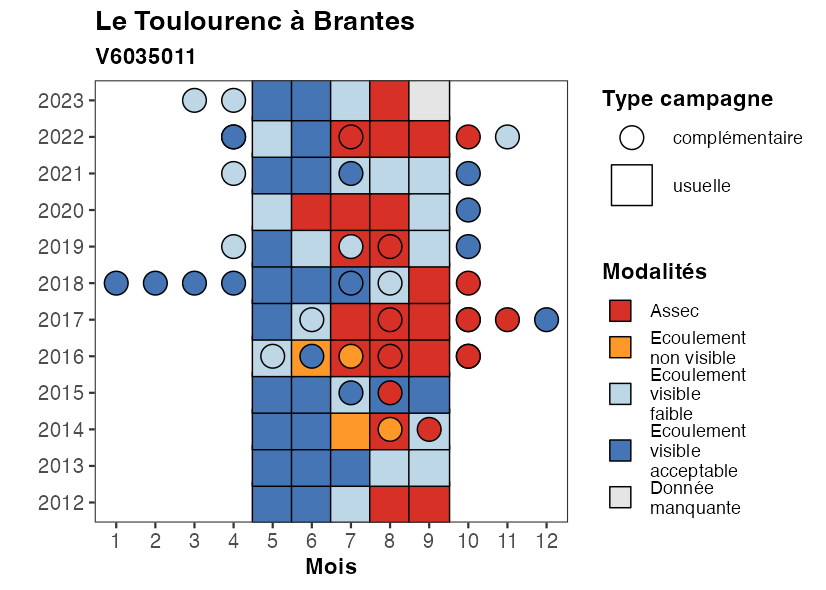 Le Toulourenc à Brantes
V6035011
2023
2022
2021
2020
2019
2018
2017
2016
2015
2014
2013
2012
1 2 3 4 5 6 7 8 9 10 11 12
Mois
Type campagne
complémentaire
usuelle
Modalités
Assec
Ecoulement
non visible
Ecoulement
visible
faible
Ecoulement
visible
acceptable
Donnée
manquante